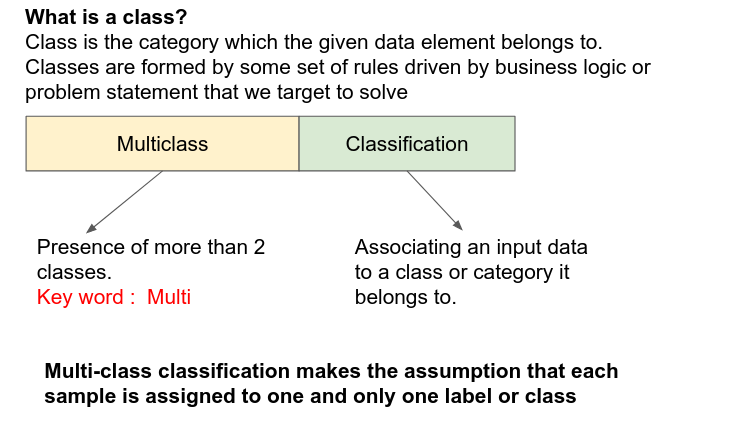 What is a class?
Class is the category which the given data element belongs to.
Classes are formed by some set of rules driven by business logic or
problem statement that we target to solve
Multiclass
Classification
Presence of more than 2
classes.
Key word :  Multi
Associating an input data
to a class or category it
belongs to.
Multi-class classification makes the assumption that each
sample is assigned to one and only one label or class